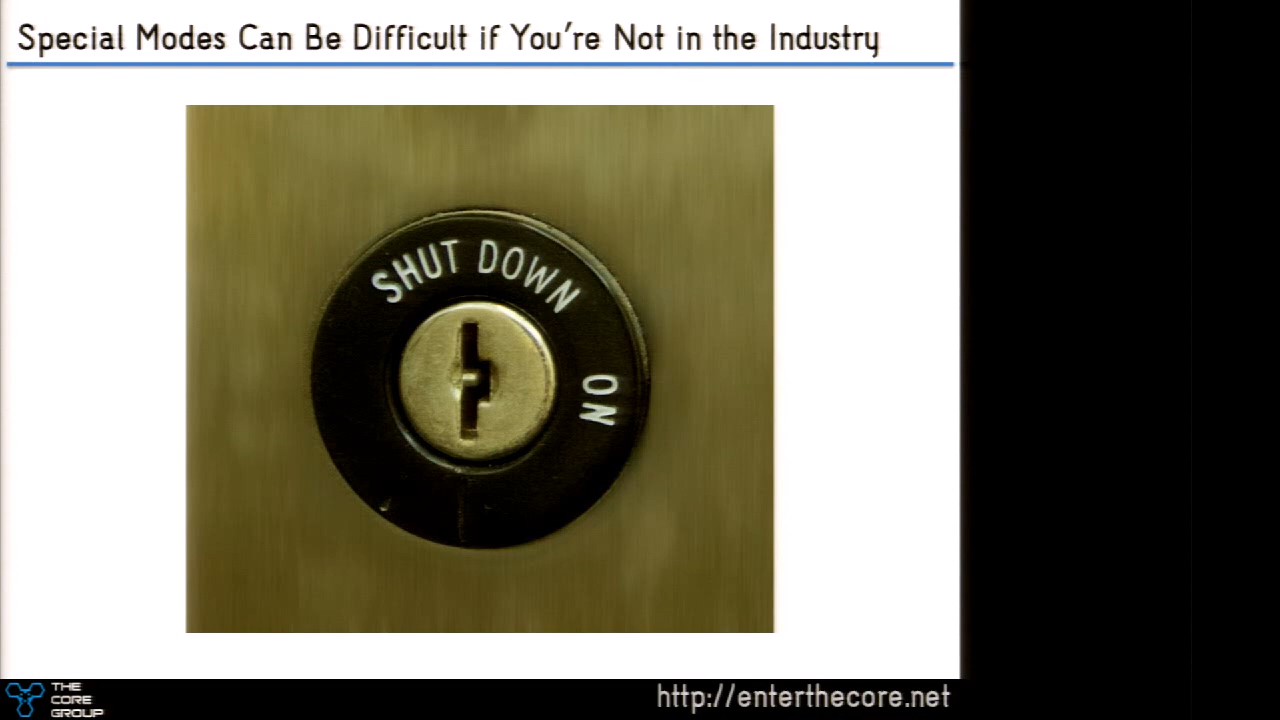 Special Modes Can Be Difficult if You're Not in the Industry
SHUT DOWN
ON
THE
CORE
GROUP
http://enterthecore.net